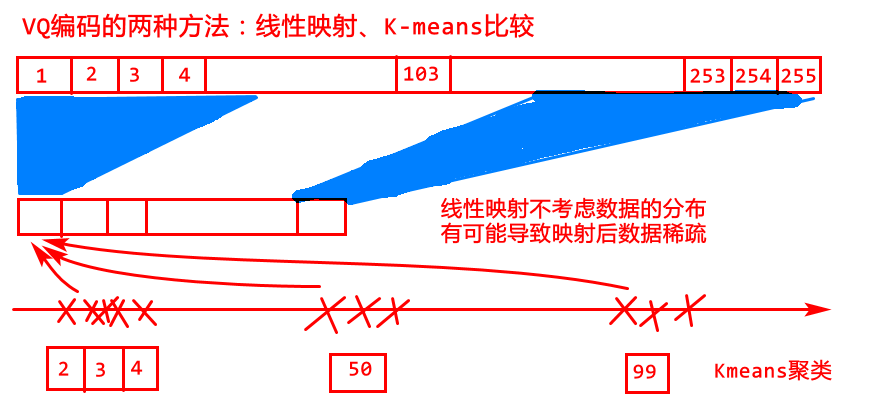 VQ编码的两种方法：线性映射、K-means比较
1 2 3 4 103 253 254 255
线性映射不考虑数据的分布
有可能导致映射后数据稀疏
2 3 4 50 99 Kmeans聚类